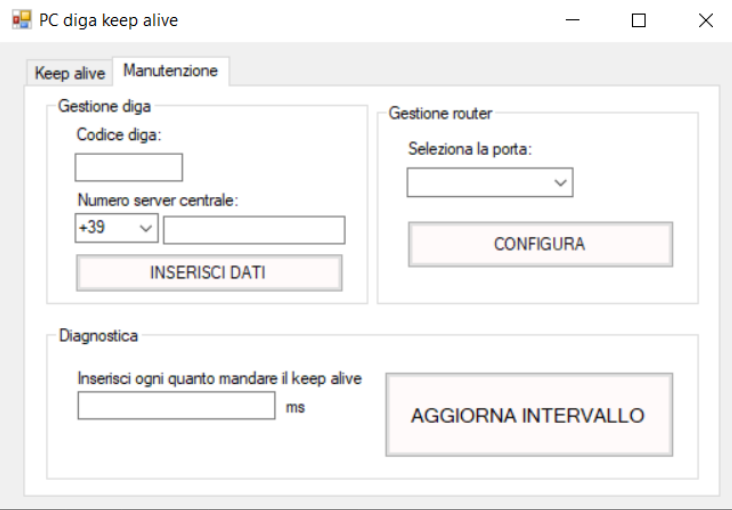 PC diga keep alive
Keep alive
Manutenzione
Gestione diga
Codice diga:
Numero server centrale:
+39
INSERISCI DATI
Gestione router
Seleziona la porta:
CONFIGURA
Diagnostica
Inserisci ogni quanto mandare il keep alive
ms
AGGIORNA INTERVALLO